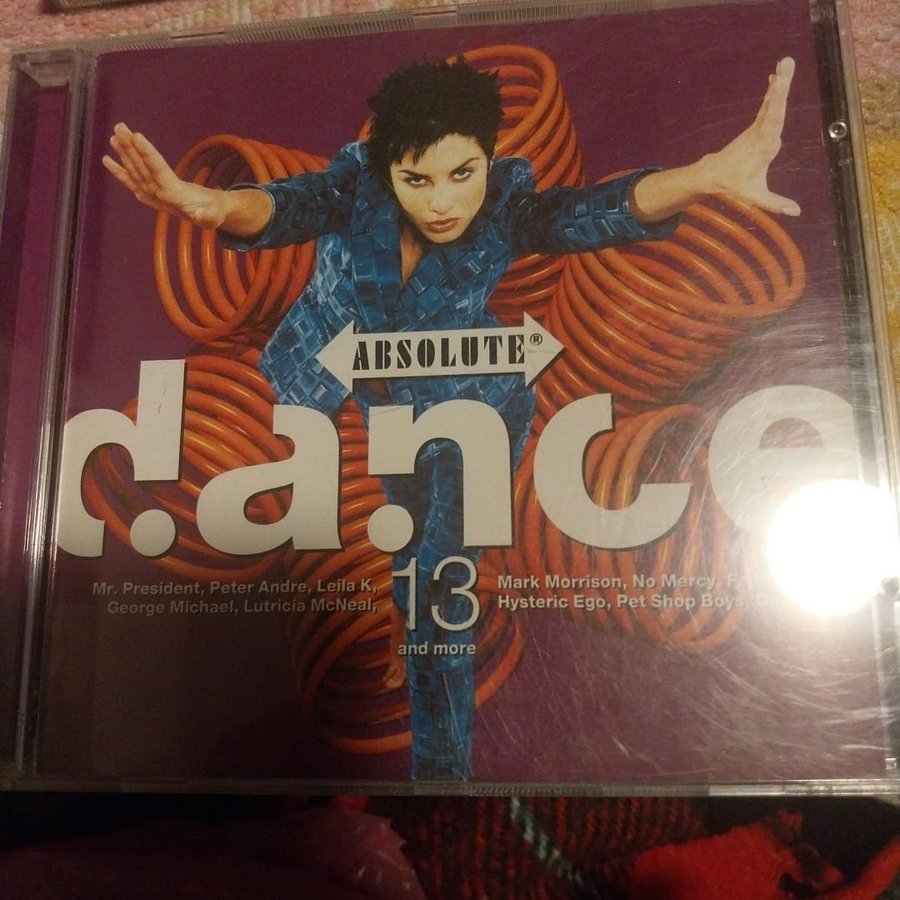 ABSOLUTE®
dance
Mr. President, Peter Andre, Leila K,
George Michael, Lutricia McNeal,
13
Mark Morrison, No Mercy,
Hysteric Ego, Pet Shop Boys,
and more